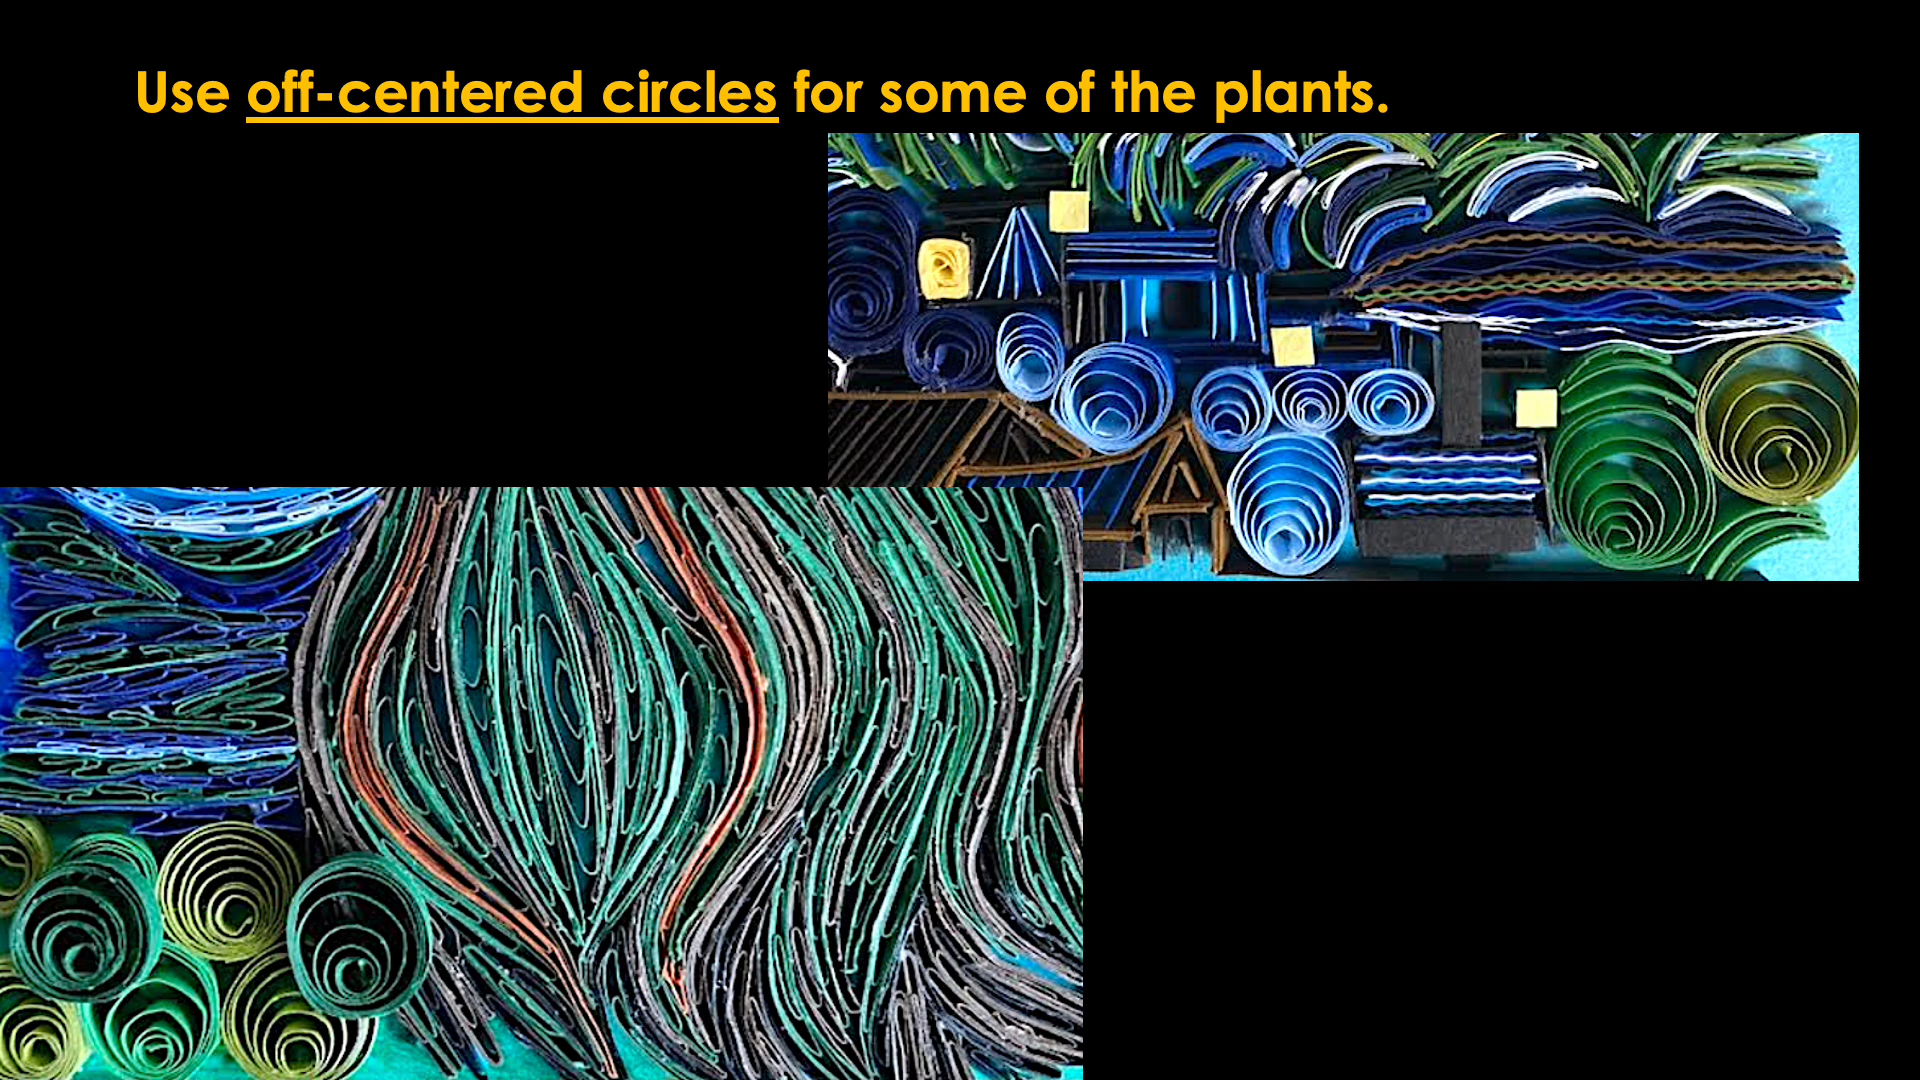 Use off-centered circles for some of the plants.